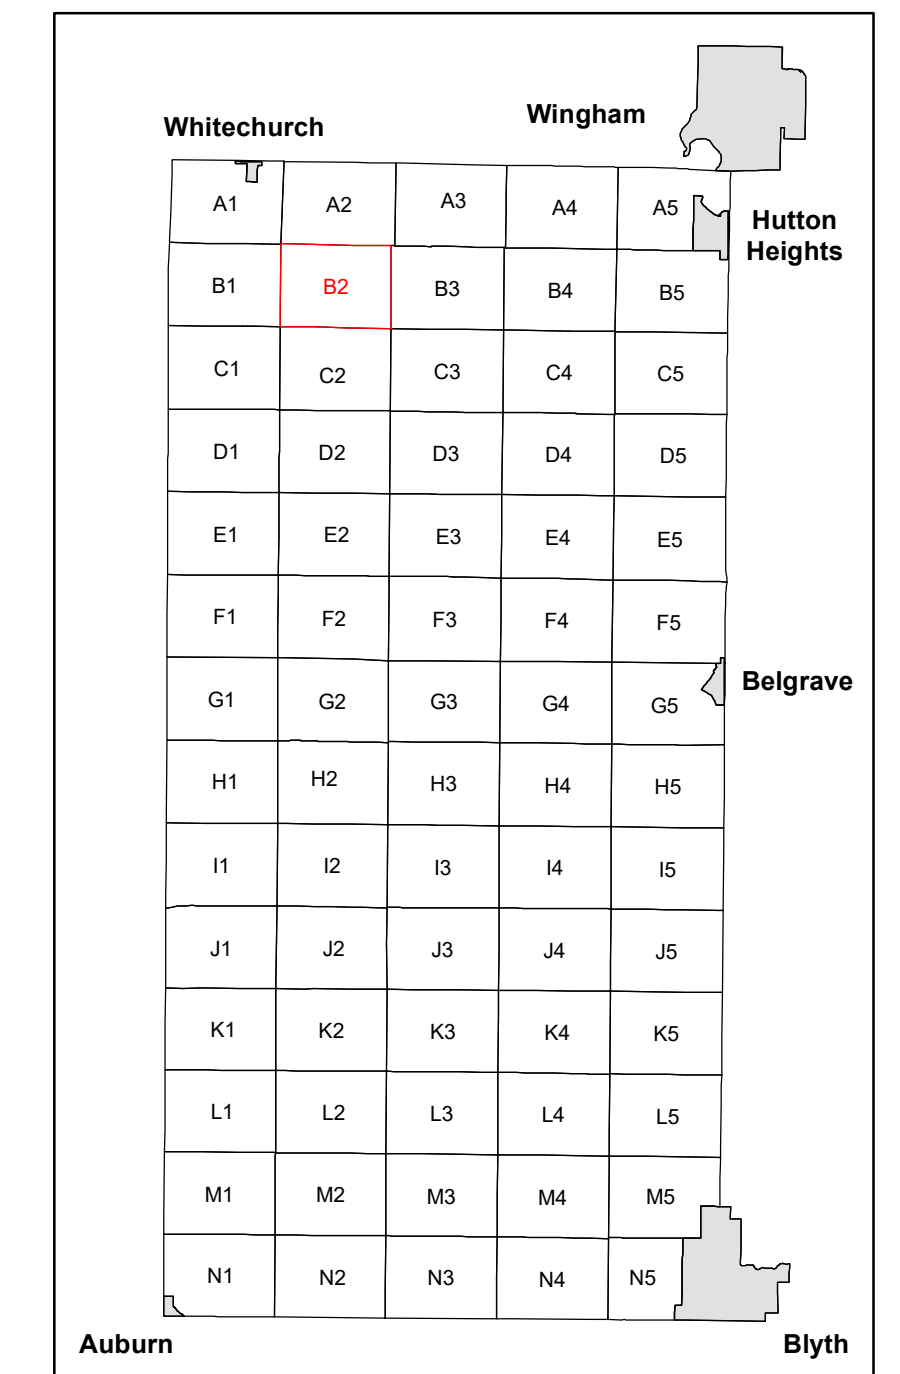 Wingham
Whitechurch
A1 A2 A3 A4 A5
Hutton
Heights
B1 B2 B3 B4 B5
C1 C2 C3 C4 C5
D1 D2 D3 D4 D5
E1 E2 E3 E4 E5
F1 F2 F3 F4 F5
Belgrave
G1 G2 G3 G4 G5
H1 H2 H3 H4 H5
I1 I2 I3 I4 I5
J1 J2 J3 J4 J5
K1 K2 K3 K4 K5
L1 L2 L3 L4 L5
M1 M2 M3 M4 M5
N1 N2 N3 N4 N5
Auburn
Blyth